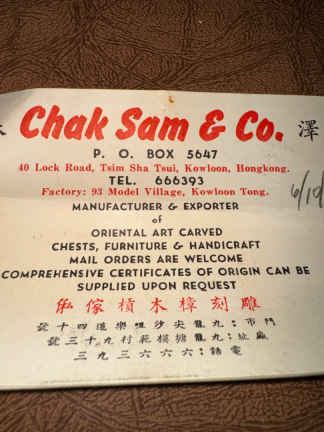 澤
Chak Sam & Co.
P. O. BOX 5647
40 Lock Road, Tsim Sha Tsui, Kowloon, Hongkong.
TEL. 666393
Factory: 93 Model Village, Kowloon Tong.
MANUFACTURER & EXPORTER
of
ORIENTAL ART CARVED
CHESTS, FURNITURE & HANDICRAFT
MAIL ORDERS ARE WELCOME
COMPREHENSIVE CERTIFICATES OF ORIGIN CAN BE
SUPPLIED UPON REQUEST
雕刻樟木槓傢俬
門市：九龍尖沙咀樂道四十號
廠址：九龍塘模範村九十三號
電話：六六六三九三